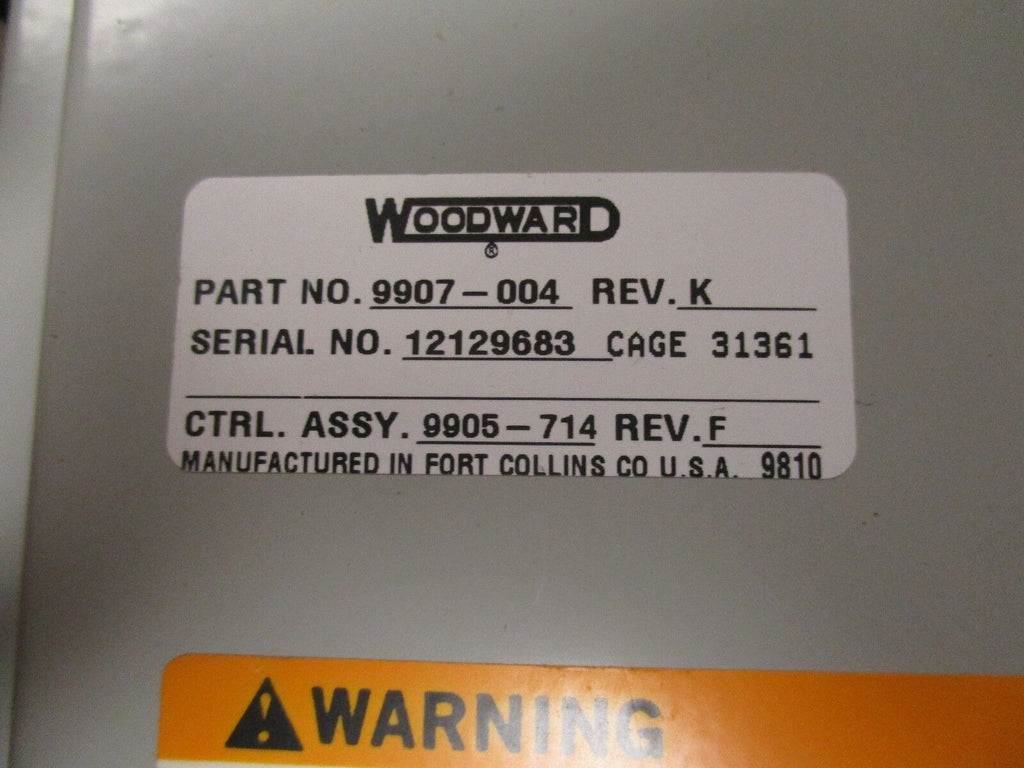 WOODWARD
®
PART NO. 9907-004 REV. K
SERIAL NO. 12129683 CAGE 31361
CTRL. ASSY. 9905-714 REV. F
MANUFACTURED IN FORT COLLINS CO U.S.A. 9810
WARNING